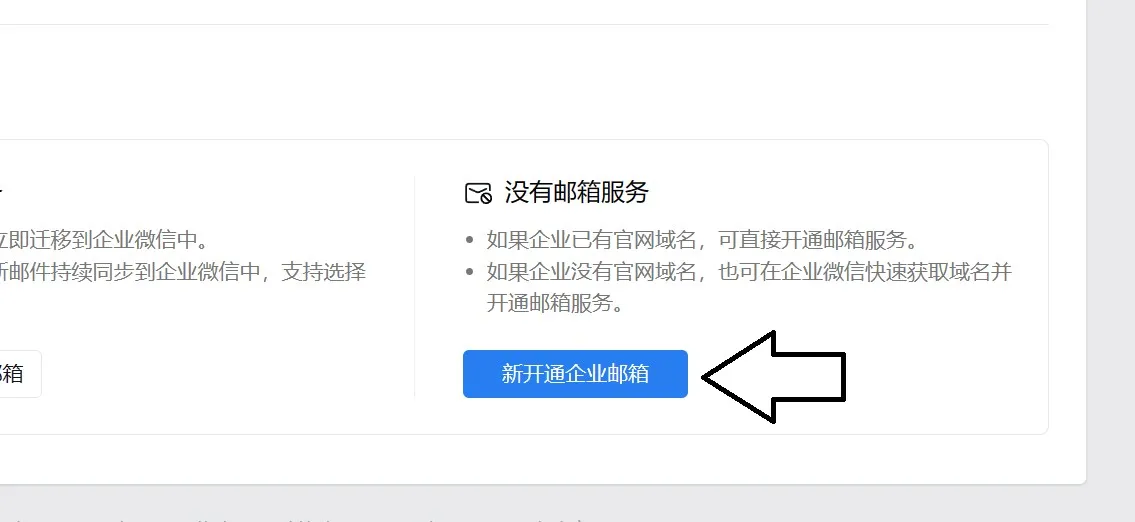 没有邮箱服务
立即迁移到企业微信中。
新邮件持续同步到企业微信中，支持选择
邮箱
如果企业已有官网域名，可直接开通邮箱服务。
如果企业没有官网域名，也可在企业微信快速获取域名并
开通邮箱服务。
新开通企业邮箱